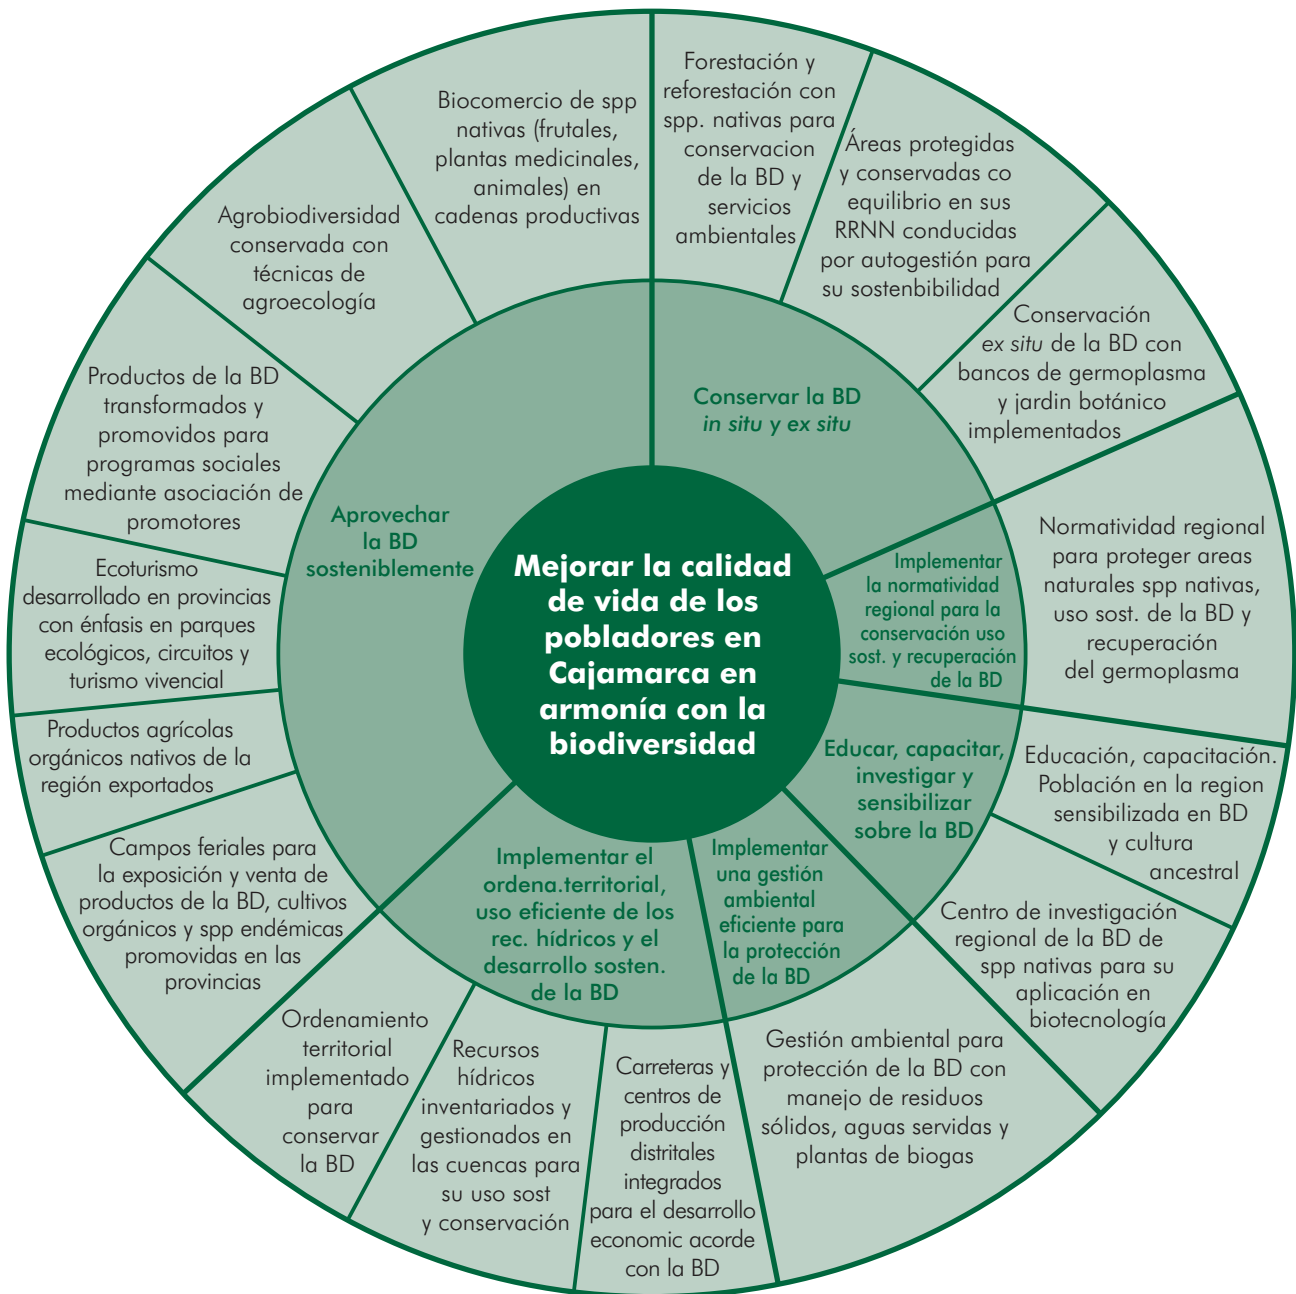 Mejorar la calidad
de vida de los
pobladores en
Cajamarca en
armonía con la
biodiversidad
Conservar la BD
in situ y ex situ
Implementar
la normatividad
regional para la
conservación uso
sost. y recuperación
de la BD
Educar, capacitar,
investigar y
sensibilizar
sobre la BD
Implementar
una gestión
ambiental
eficiente para
la protección
de la BD
Implementar el
ordena.territorial,
uso eficiente de los
rec. hídricos y el
desarrollo sosten.
de la BD
Aprovechar
la BD
sosteniblemente
Forestación y
reforestación con
spp. nativas para
conservacion
de la BD y
servicios
ambientales
Áreas protegidas
y conservadas co
equilibrio en sus
RRNN conducidas
por autogestión para
su sostenbibilidad
Conservación
ex situ de la BD con
bancos de germoplasma
y jardin botánico
implementados
Normatividad regional
para proteger areas
naturales spp nativas,
uso sost. de la BD y
recuperación
del germoplasma
Educación, capacitación.
Población en la region
sensibilizada en BD
y cultura
ancestral
Centro de investigación
regional de la BD de
spp nativas para su
aplicación en
biotecnología
Gestión ambiental para
protección de la BD con
manejo de residuos
sólidos, aguas servidas y
plantas de biogas
Carreteras y
centros de
producción
distritales
integrados
para el desarrollo
economic acorde
con la BD
Recursos
hídricos
inventariados y
gestionados en
las cuencas para
su uso sost
y conservación
Ordenamiento
territorial
implementado
para
conservar
la BD
Campos feriales para
la exposición y venta de
productos de la BD, cultivos
orgánicos y spp endémicas
promovidas en las
provincias
Productos agrícolas
orgánicos nativos de la
región exportados
Ecoturismo
desarrollado en provincias
con énfasis en parques
ecológicos, circuitos y
turismo vivencial
Productos de la BD
transformados y
promovidos para
programas sociales
mediante asociación de
promotores
Agrobiodiversidad
conservada con
técnicas de
agroecología
Biocomercio de spp
nativas (frutales,
plantas medicinales,
animales) en
cadenas productivas